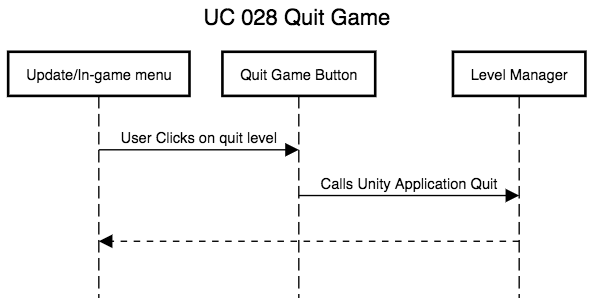 UC 028 Quit Game
Update/In-game menu
Quit Game Button
Level Manager
User Clicks on quit level
Calls Unity Application Quit